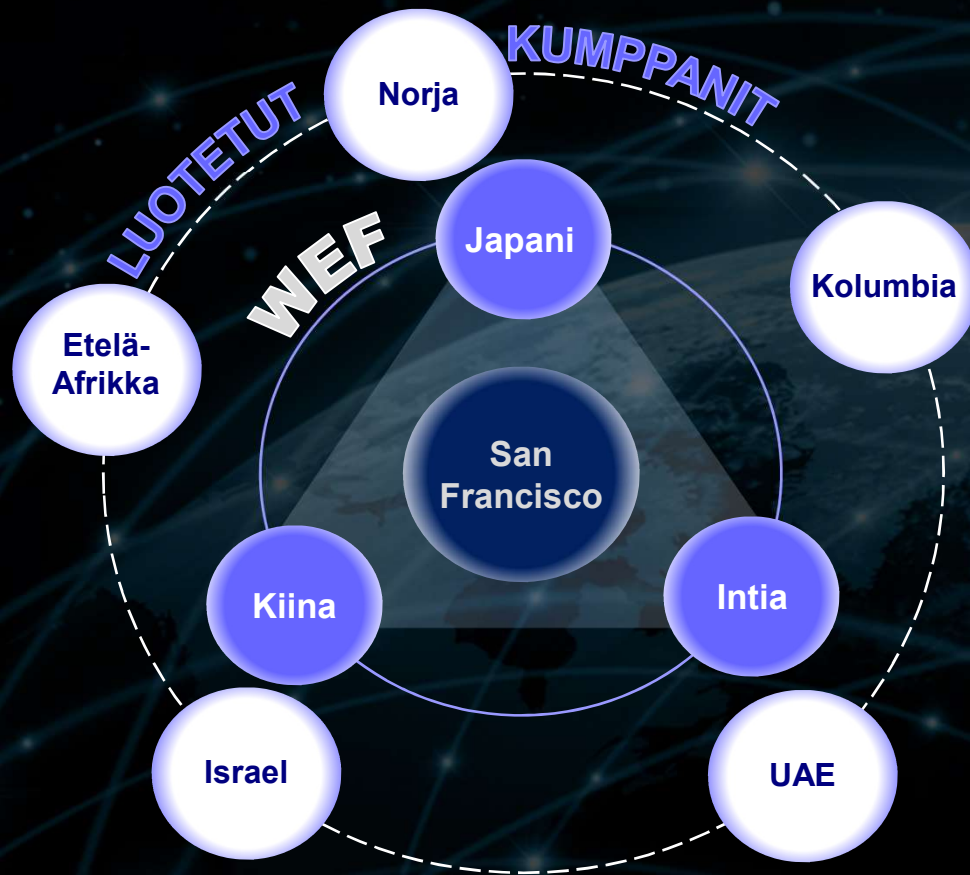 LUOTETUT
KUMPPANIT
WEF
Norja
Japani
Kolumbia
Etelä-
Afrikka
San
Francisco
Kiina
Intia
Israel
UAE